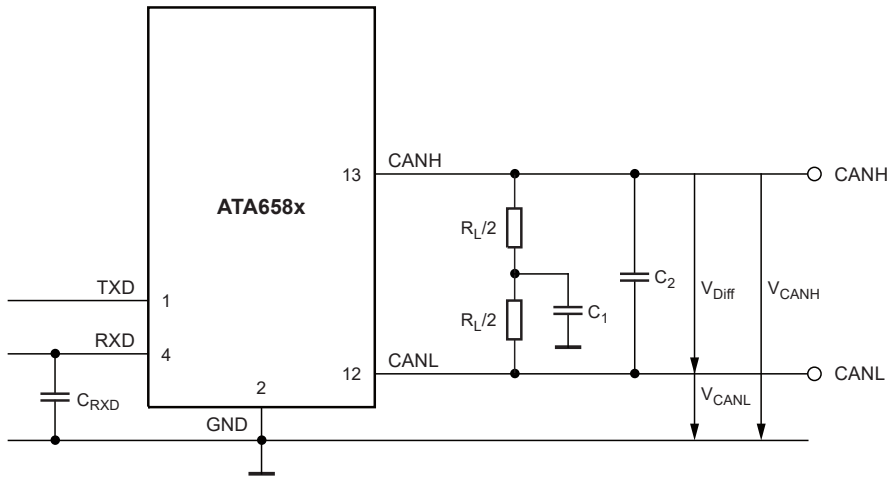 CANH
13
CANH
ATA658x
R_L/2
C_2
V_Diff
V_CANH
TXD
1
R_L/2
C_1
RXD
4
CANL
12
CANL
C_RXD
2
V_CANL
GND